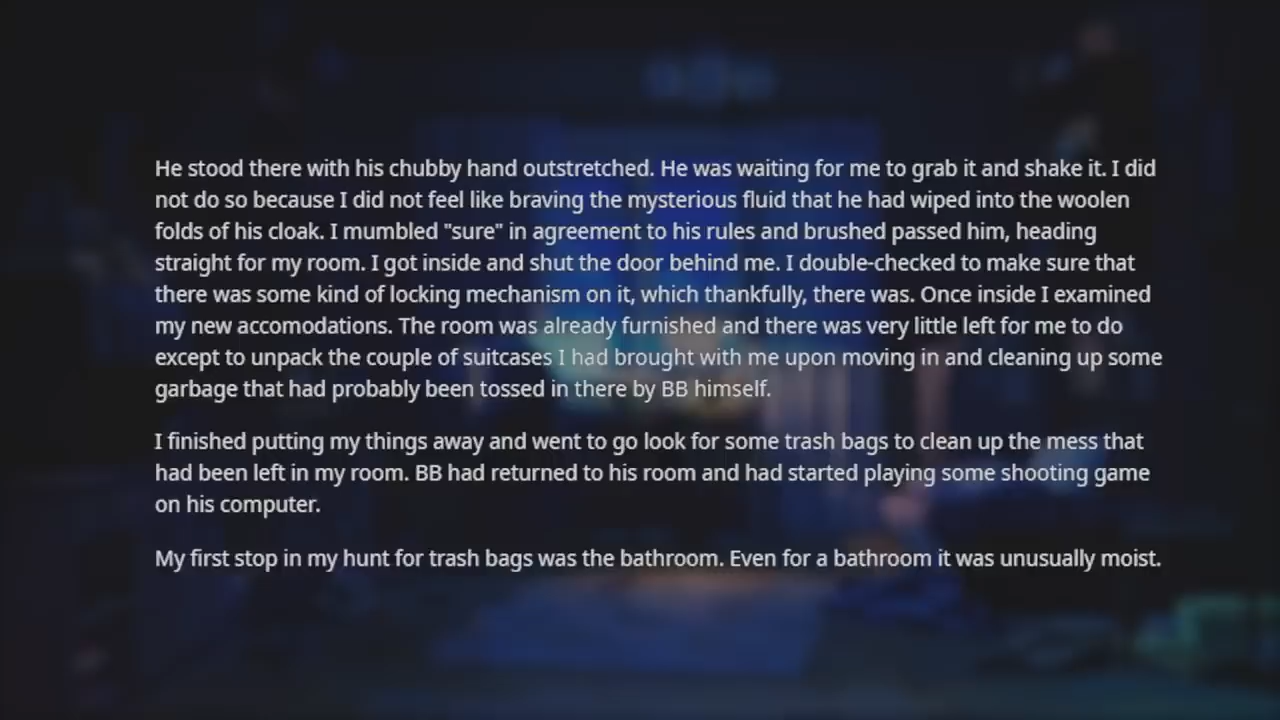 He stood there with his chubby hand outstretched. He was waiting for me to grab it and shake it. I did
not do so because I did not feel like braving the mysterious fluid that he had wiped into the woolen
folds of his cloak. I mumbled "sure" in agreement to his rules and brushed passed him, heading
straight for my room. I got inside and shut the door behind me. I double-checked to make sure that
there was some kind of locking mechanism on it, which thankfully, there was. Once inside I examined
my new accomodations. The room was already furnished and there was very little left for me to do
except to unpack the couple of suitcases I had brought with me upon moving in and cleaning up some
garbage that had probably been tossed in there by BB himself.
I finished putting my things away and went to go look for some trash bags to clean up the mess that
had been left in my room. BB had returned to his room and had started playing some shooting game
on his computer.
My first stop in my hunt for trash bags was the bathroom. Even for a bathroom it was unusually moist.